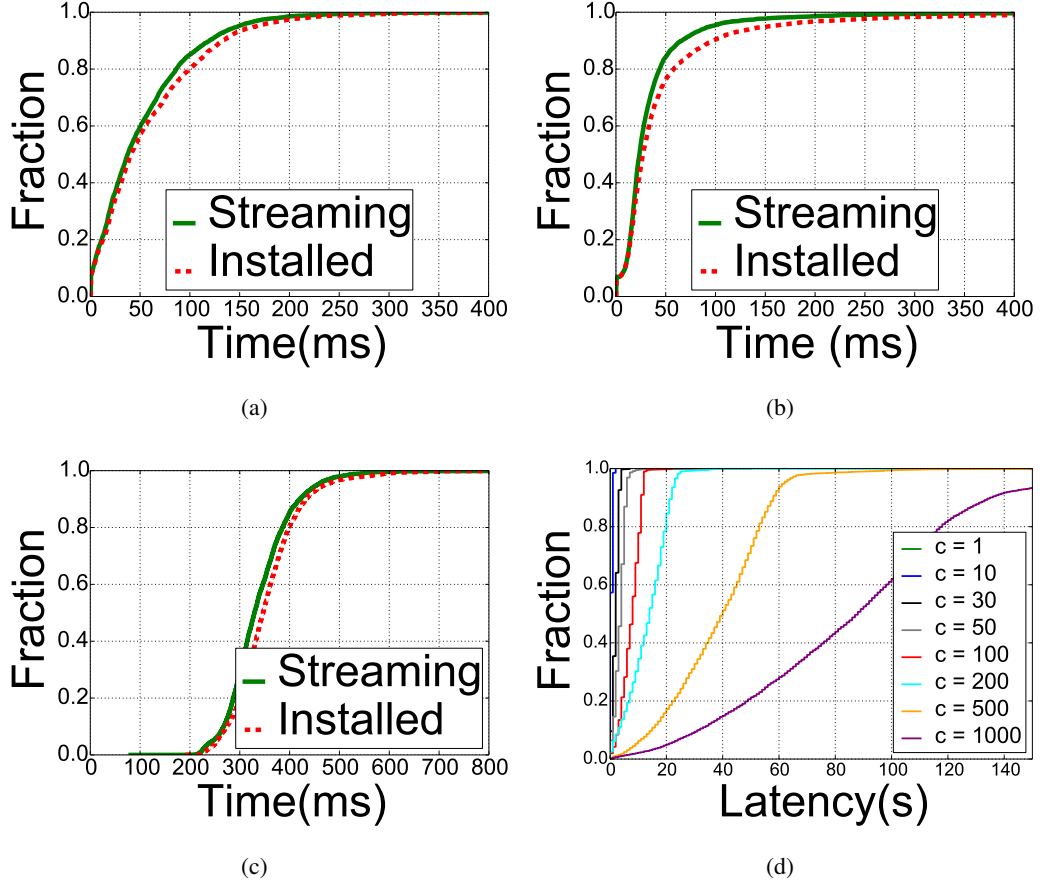 1.0
0.8
0.6
0.4
0.2
0.0
Fraction
0 50 100 150 200 250 300 350 400
Time(ms)
Streaming
Installed
(a)
1.0
0.8
0.6
0.4
0.2
0.0
Fraction
0 50 100 150 200 250 300 350 400
Time (ms)
Streaming
Installed
(b)
1.0
0.8
0.6
0.4
0.2
0.0
Fraction
0 100 200 300 400 500 600 700 800
Time(ms)
Streaming
Installed
(c)
1.0
0.8
0.6
0.4
0.2
0.0
Fraction
0 20 40 60 80 100 120 140
Latency(s)
c = 1
c = 10
c = 30
c = 50
c = 100
c = 200
c = 500
c = 1000
(d)